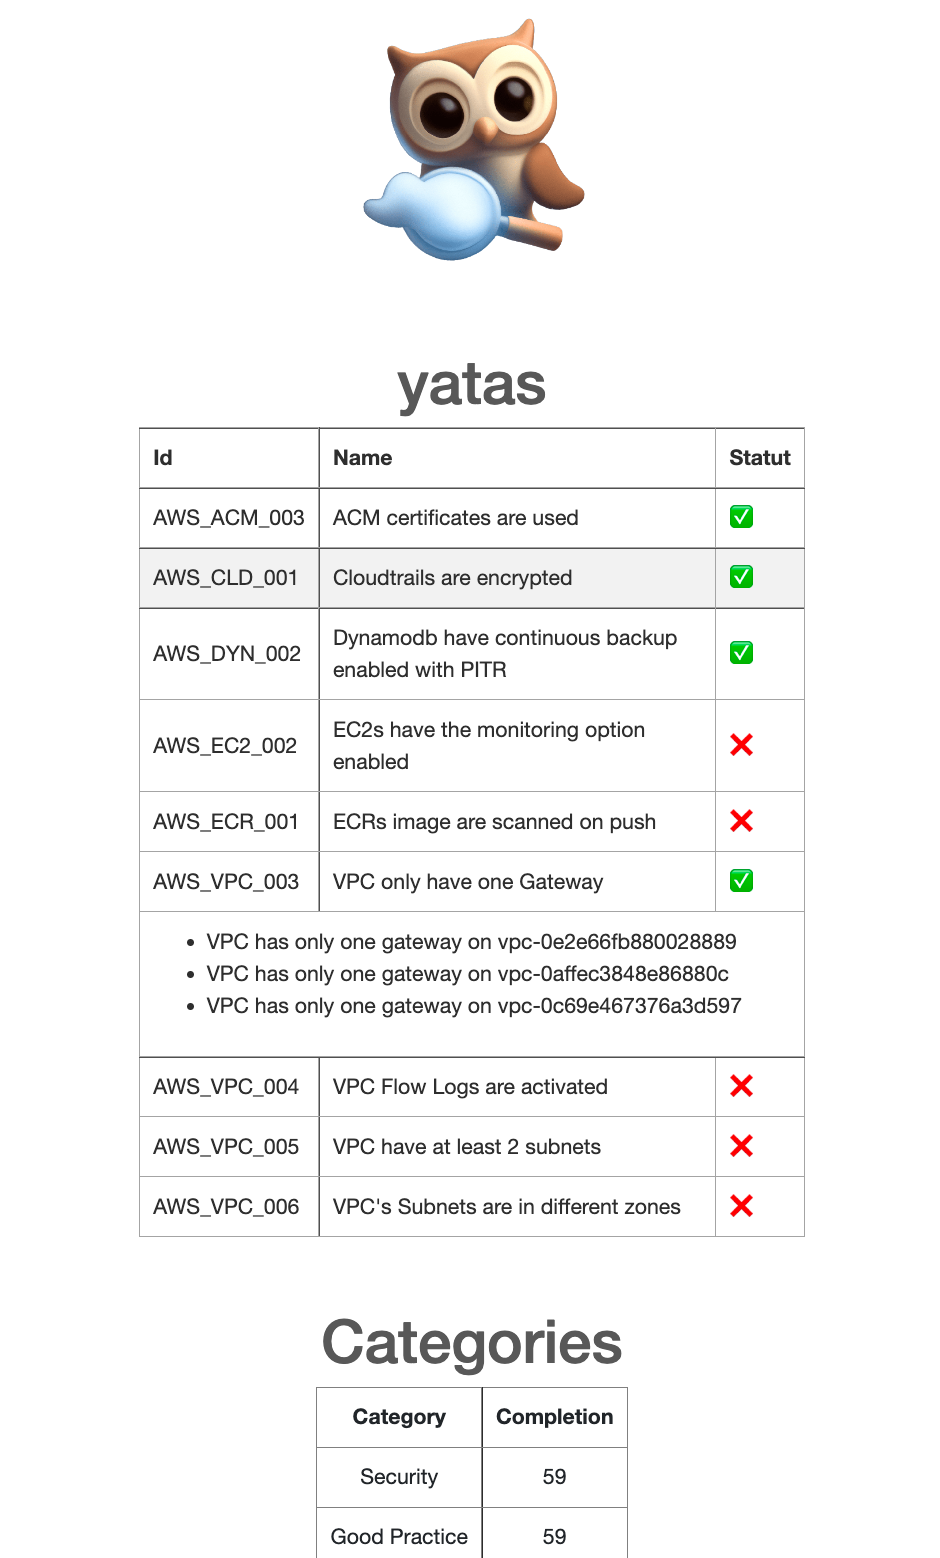 yatas
Id Name Statut
AWS_ACM_003 ACM certificates are used ✅
AWS_CLD_001 Cloudtrails are encrypted ✅
AWS_DYN_002 Dynamodb have continuous backup
enabled with PITR ✅
AWS_EC2_002 EC2s have the monitoring option
enabled ❌
AWS_ECR_001 ECRs image are scanned on push ❌
AWS_VPC_003 VPC only have one Gateway ✅
• VPC has only one gateway on vpc-0e2e66fb880028889
• VPC has only one gateway on vpc-0affec3848e86880c
• VPC has only one gateway on vpc-0c69e467376a3d597
AWS_VPC_004 VPC Flow Logs are activated ❌
AWS_VPC_005 VPC have at least 2 subnets ❌
AWS_VPC_006 VPC's Subnets are in different zones ❌
Categories
Category Completion
Security 59
Good Practice 59